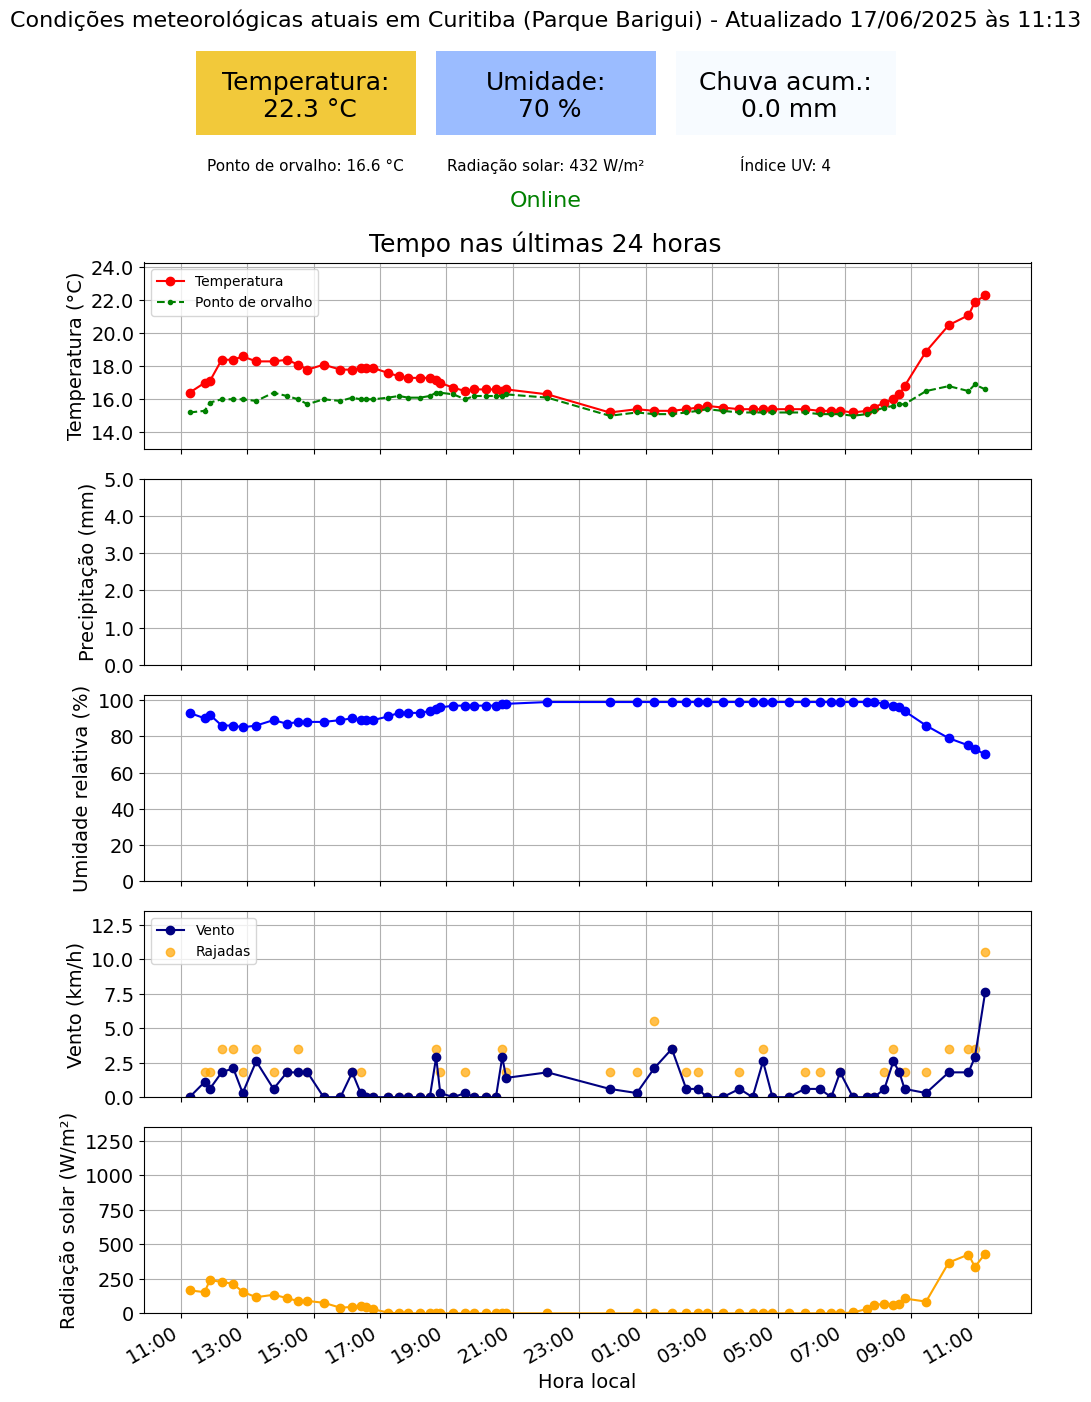 Condições meteorológicas atuais em Curitiba (Parque Barigui) - Atualizado 17/06/2025 às 11:13
Temperatura:
22.3 °C
Umidade:
70 %
Chuva acum.:
0.0 mm
Ponto de orvalho: 16.6 °C
Radiação solar: 432 W/m²
Índice UV: 4
Online
Tempo nas últimas 24 horas
Temperatura (°C)
24.0
22.0
20.0
18.0
16.0
14.0
Temperatura
Ponto de orvalho
Precipitação (mm)
5.0
4.0
3.0
2.0
1.0
0.0
Umidade relativa (%)
100
80
60
40
20
0
Vento (km/h)
12.5
10.0
7.5
5.0
2.5
0.0
Vento
Rajadas
Radiação solar (W/m²)
1250
1000
750
500
250
0
11:00
13:00
15:00
17:00
19:00
21:00
23:00
01:00
03:00
05:00
07:00
09:00
11:00
Hora local